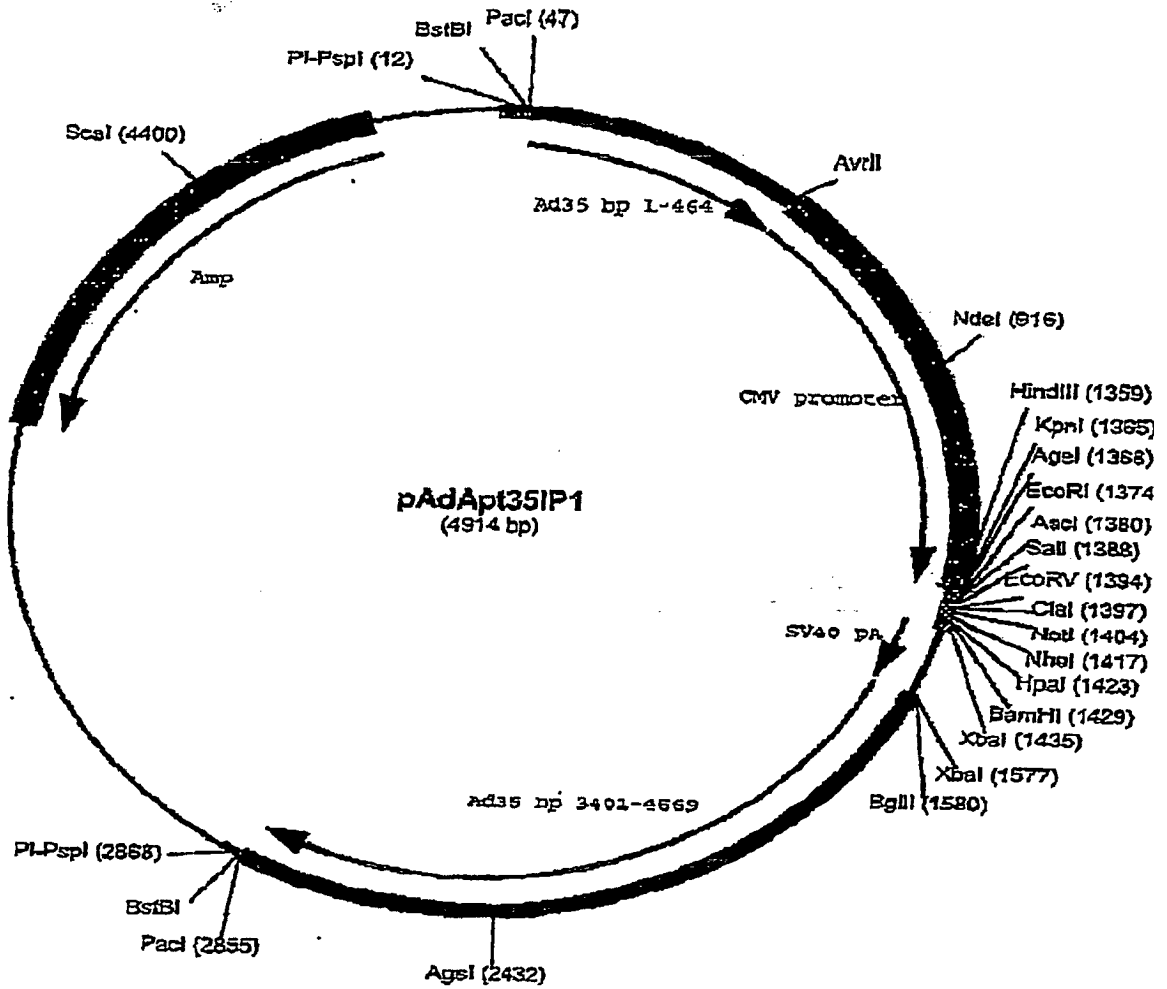 PacI (47)
BstBI
PI-PspI (12)
ScaI (4400)
AvrII
Ad35 bp 1-464
Amp
NdeI (916)
CMV promoter
HindIII (1359)
KpnI (1365)
AgeI (1368)
EcoRI (1374
AscI (1380)
SalI (1388)
EcoRV (1394)
ClaI (1397)
NotI (1404)
NheI (1417)
HpaI (1423)
BamHI (1429)
XbaI (1435)
pAdApt35IP1
(4914 bp)
SV40 pA
XbaI (1577)
BglII (1580)
Ad35 bp 3401-4669
PI-PspI (2868)
BstBI
PacI (2855)
AgeI (2432)